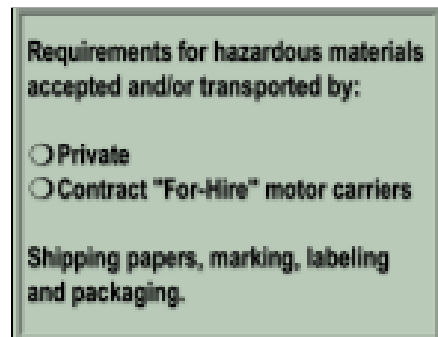 Requirements for hazardous materials
accepted and/or transported by:
❍Private
❍Contract "For-Hire" motor carriers
Shipping papers, marking, labeling
and packaging.